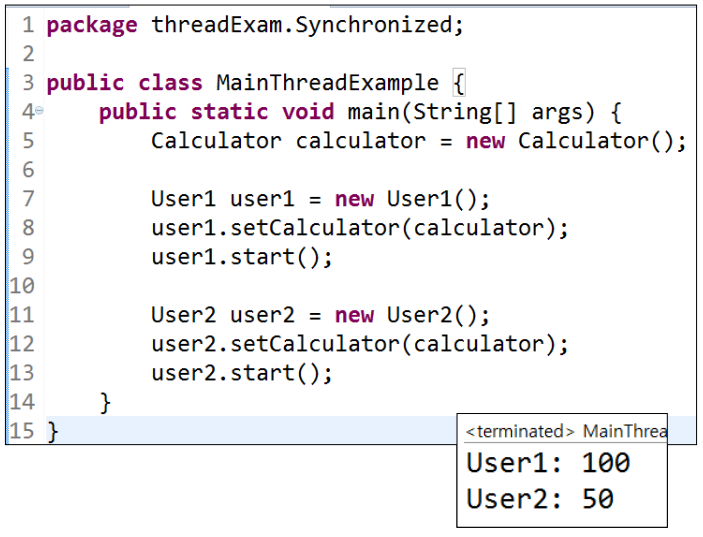 1 package threadExam.Synchronized;
2
3 public class MainThreadExample {
4 public static void main(String[] args) {
5 Calculator calculator = new Calculator();
6
7 User1 user1 = new User1();
8 user1.setCalculator(calculator);
9 user1.start();
10
11 User2 user2 = new User2();
12 user2.setCalculator(calculator);
13 user2.start();
14 }
15 }
<terminated> MainThrea
User1: 100
User2: 50